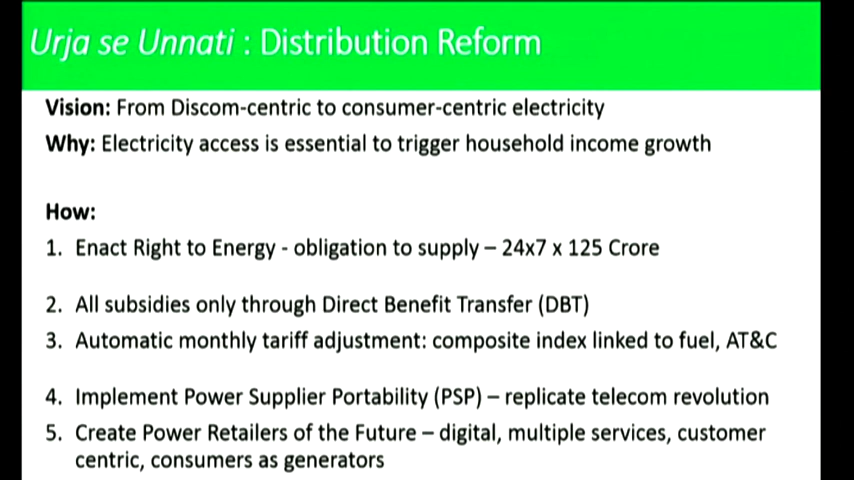 Urja se Unnati : Distribution Reform
Vision: From Discom-centric to consumer-centric electricity
Why: Electricity access is essential to trigger household income growth
How:
1. Enact Right to Energy - obligation to supply – 24x7 x 125 Crore
2. All subsidies only through Direct Benefit Transfer (DBT)
3. Automatic monthly tariff adjustment: composite index linked to fuel, AT&C
4. Implement Power Supplier Portability (PSP) – replicate telecom revolution
5. Create Power Retailers of the Future – digital, multiple services, customer
centric, consumers as generators